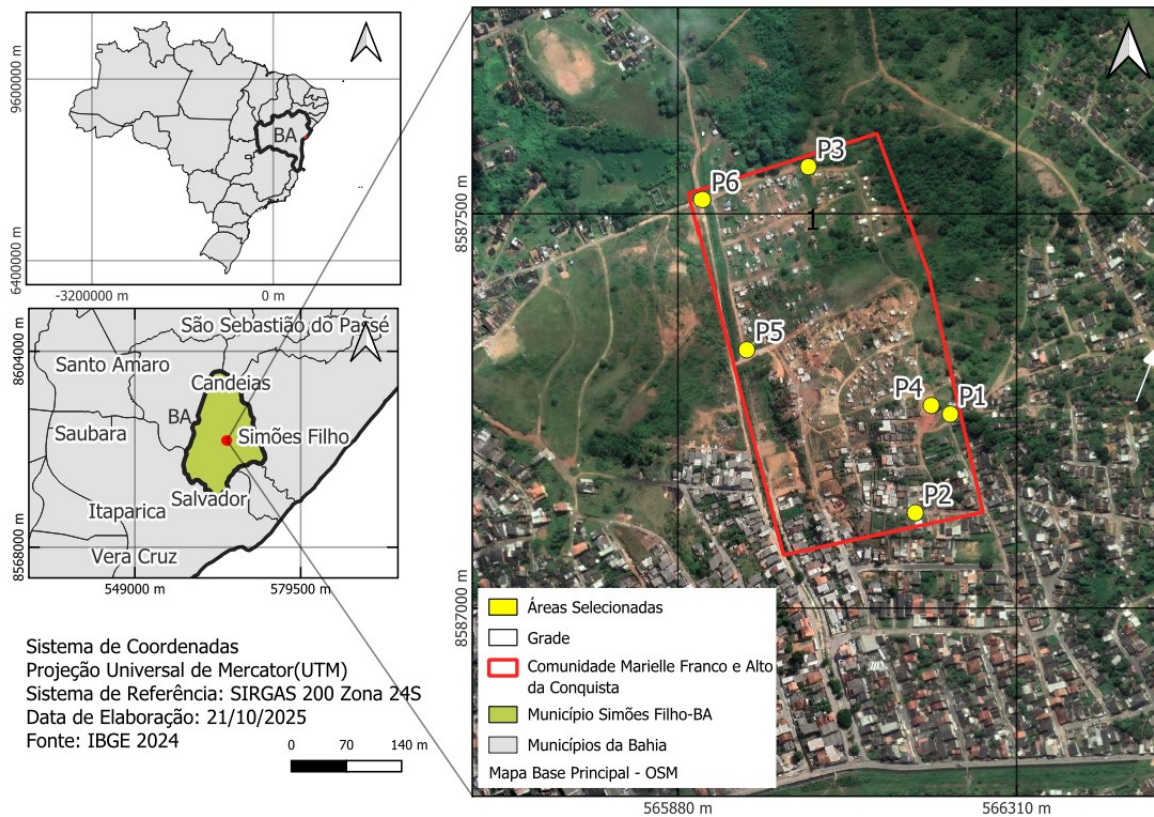 9600000 m
6400000 m
-3200000 m
0 m
BA
São Sebastião do Passé
Santo Amaro
Candeias
BA
Saubara
Simões Filho
Salvador
Itaparica
Vera Cruz
8604000 m
8568000 m
549000 m
579500 m
Sistema de Coordenadas
Projeção Universal de Mercator(UTM)
Sistema de Referência: SIRGAS 200 Zona 24S
Data de Elaboração: 21/10/2025
Fonte: IBGE 2024
0 70 140 m
P3
P6
1
P5
P4
P1
P2
8587500 m
8587000 m
Áreas Selecionadas
Grade
Comunidade Marielle Franco e Alto
da Conquista
Município Simões Filho-BA
Municípios da Bahia
Mapa Base Principal - OSM
565880 m
566310 m